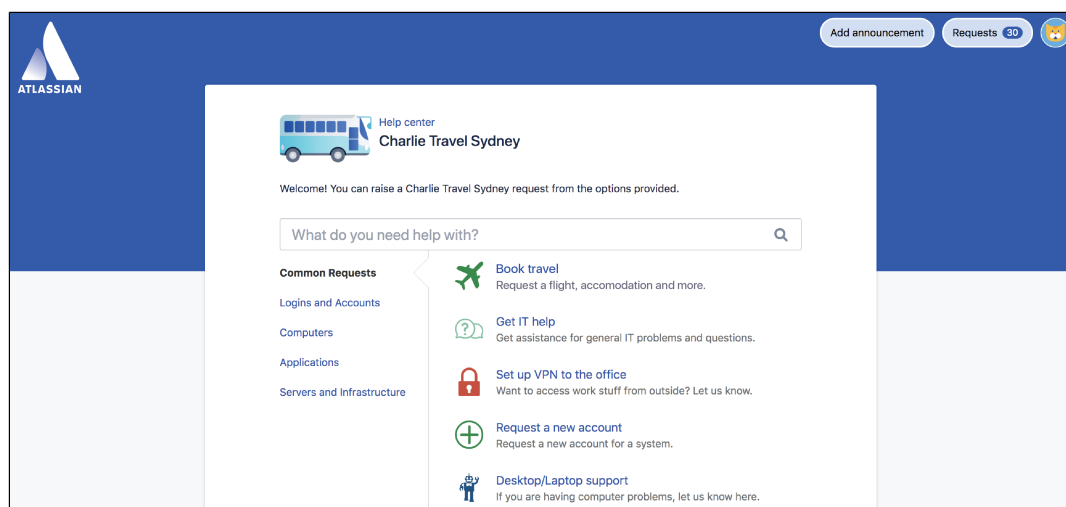 ATLASSIAN
Add announcement
Requests 30
Help center
Charlie Travel Sydney
Welcome! You can raise a Charlie Travel Sydney request from the options provided.
What do you need help with?
Common Requests
Logins and Accounts
Computers
Applications
Servers and Infrastructure
Book travel
Request a flight, accomodation and more.
Get IT help
Get assistance for general IT problems and questions.
Set up VPN to the office
Want to access work stuff from outside? Let us know.
Request a new account
Request a new account for a system.
Desktop/Laptop support
If you are having computer problems, let us know here.